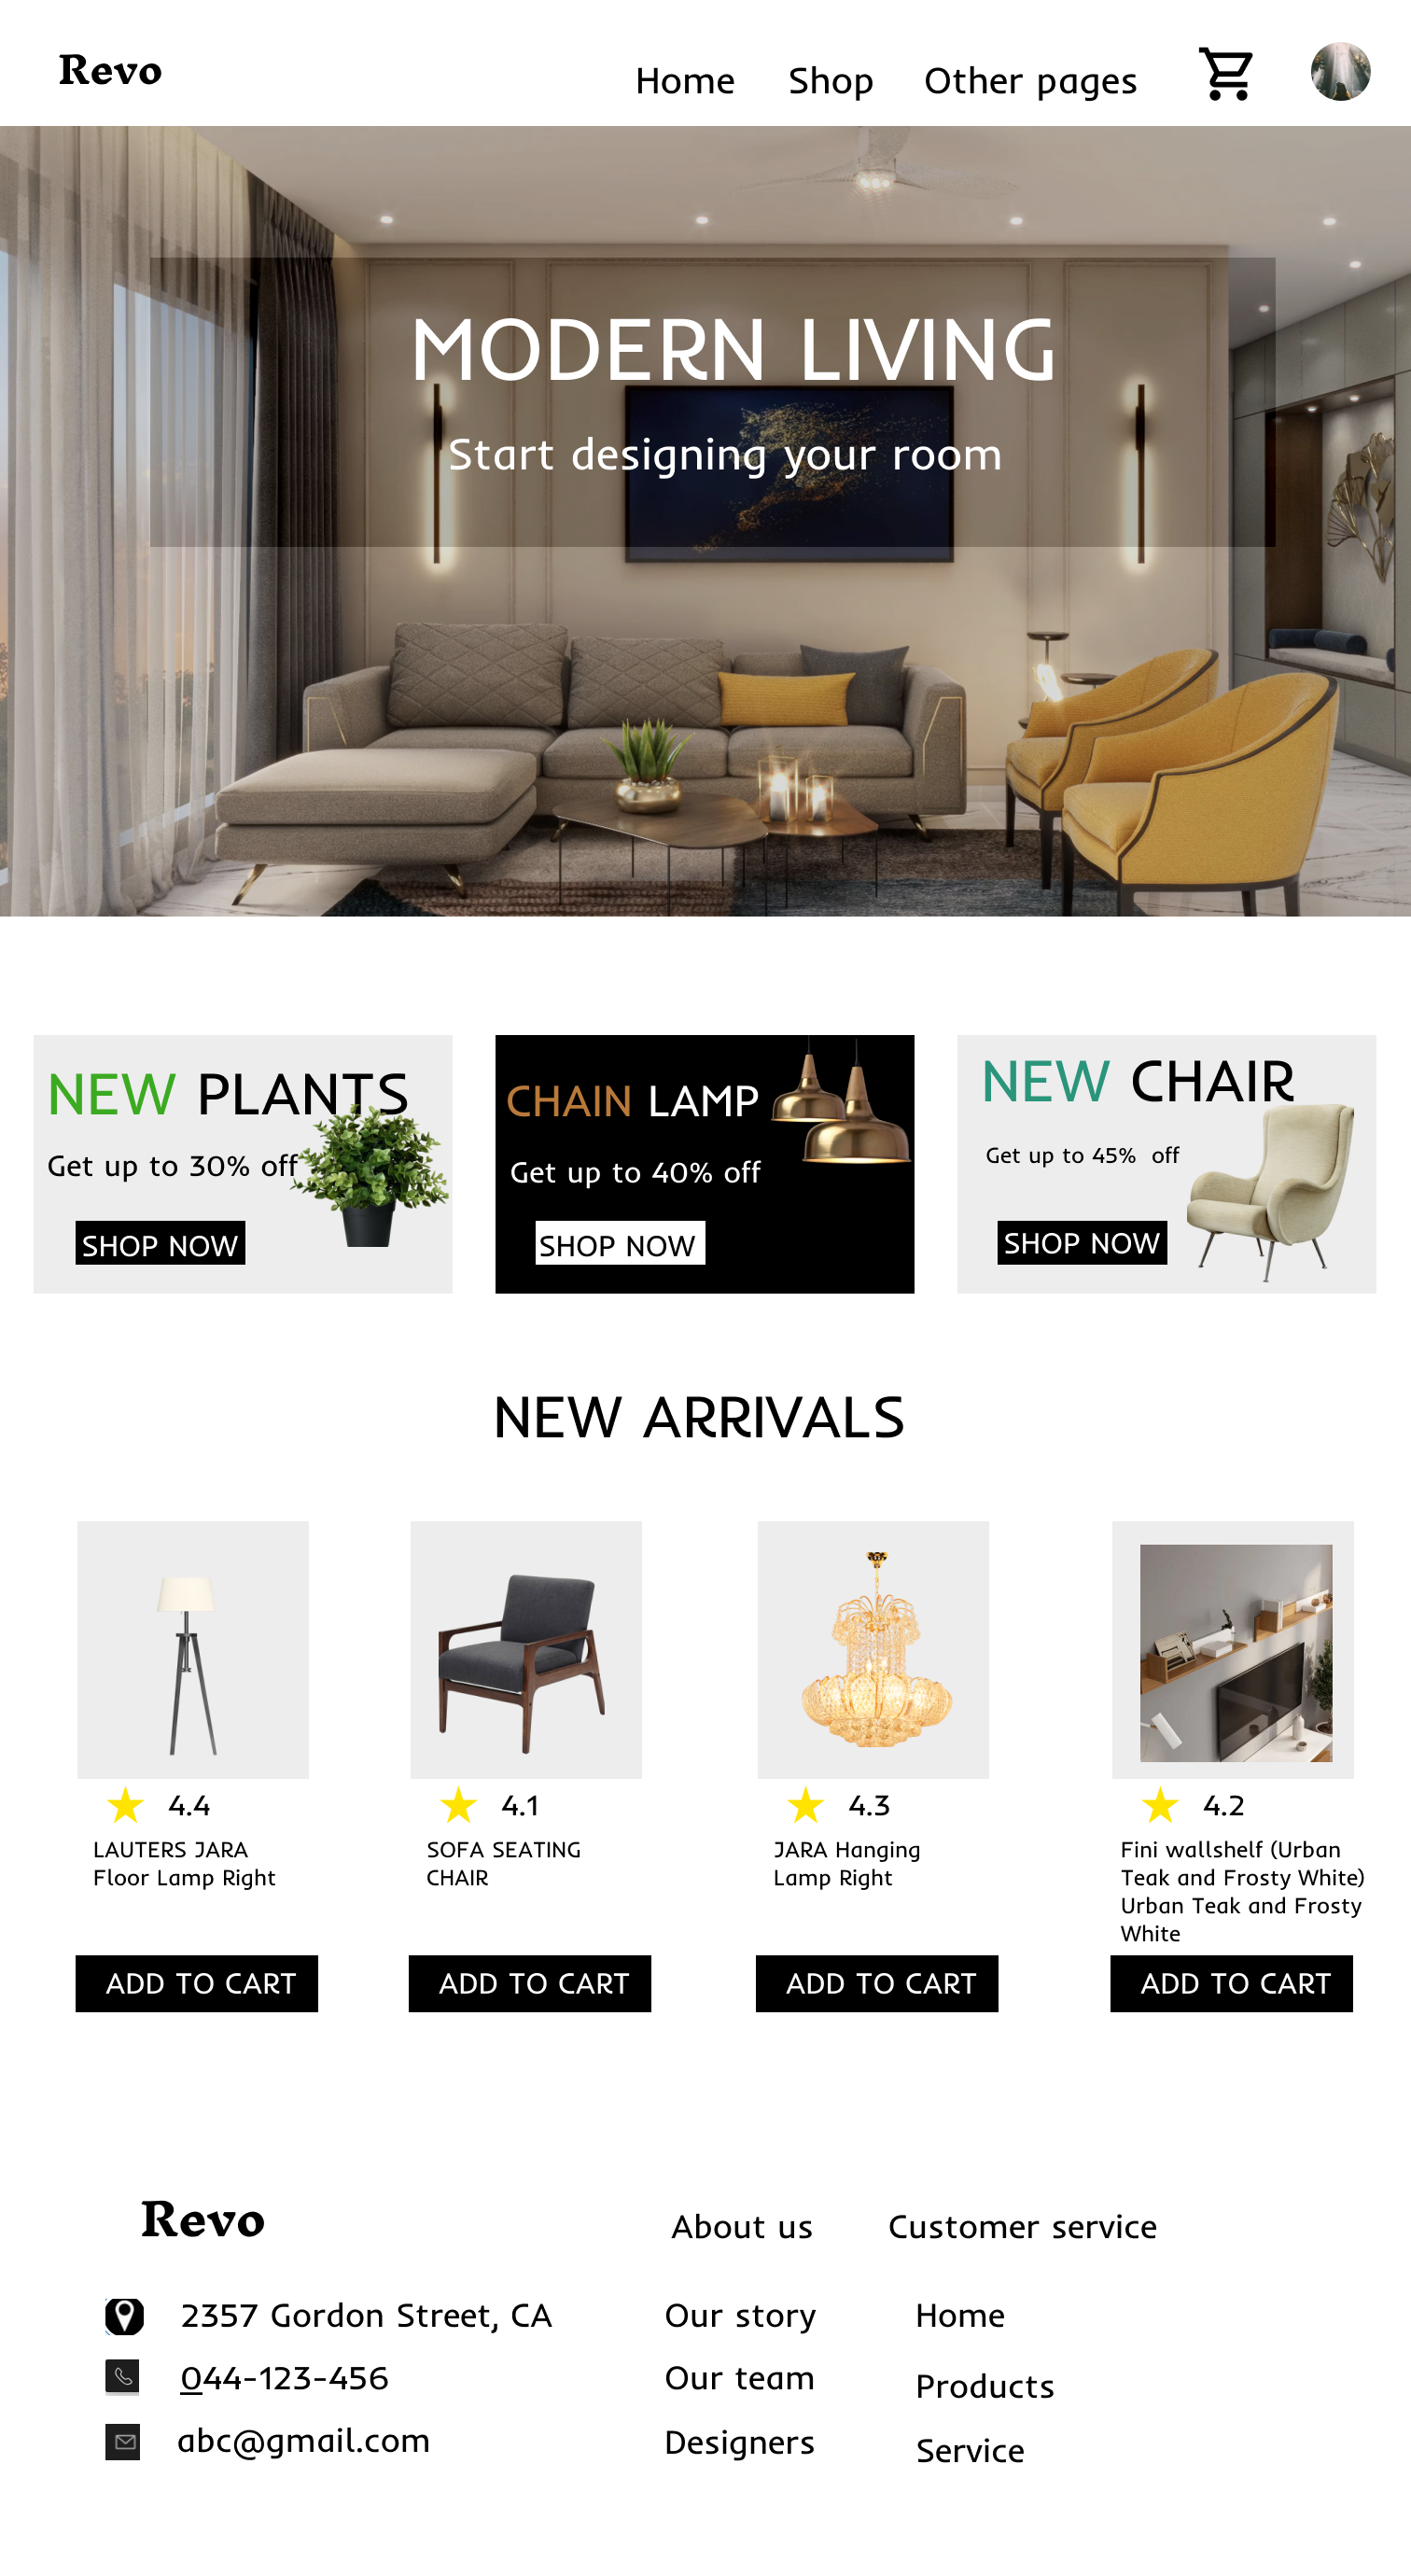 Revo
Home Shop Other pages
MODERN LIVING
Start designing your room
NEW PLANTS
Get up to 30% off
SHOP NOW
CHAIN LAMP
Get up to 40% off
SHOP NOW
NEW CHAIR
Get up to 45% off
SHOP NOW
NEW ARRIVALS
4.4
LAUTERS JARA
Floor Lamp Right
ADD TO CART
4.1
SOFA SEATING
CHAIR
ADD TO CART
4.3
JARA Hanging
Lamp Right
ADD TO CART
4.2
Fini wallshelf (Urban
Teak and Frosty White)
Urban Teak and Frosty
White
ADD TO CART
Revo
2357 Gordon Street, CA
044-123-456
abc@gmail.com
About us
Our story
Our team
Designers
Customer service
Home
Products
Service